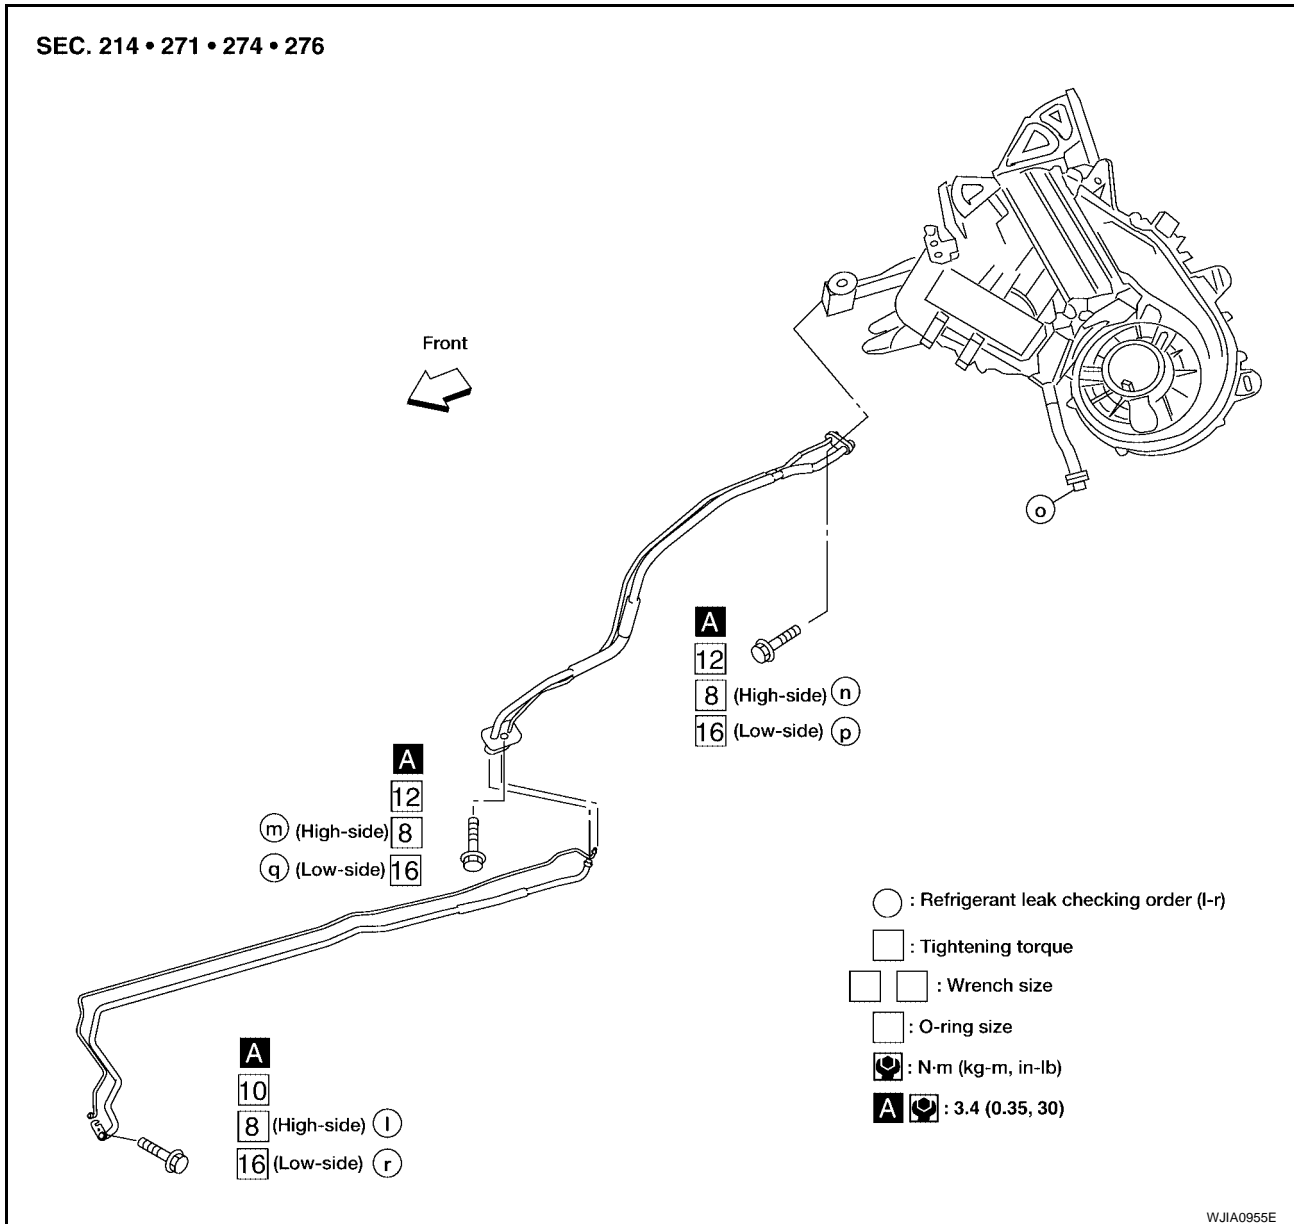 SEC. 214 • 271 • 274 • 276
Front
o
A
12
8 (High-side) n
16 (Low-side) p
A
12
m (High-side) 8
q (Low-side) 16
: Refrigerant leak checking order (l-r)
: Tightening torque
: Wrench size
: O-ring size
: N·m (kg-m, in-lb)
A : 3.4 (0.35, 30)
A
10
8 (High-side) l
16 (Low-side) r
WJIA0955E